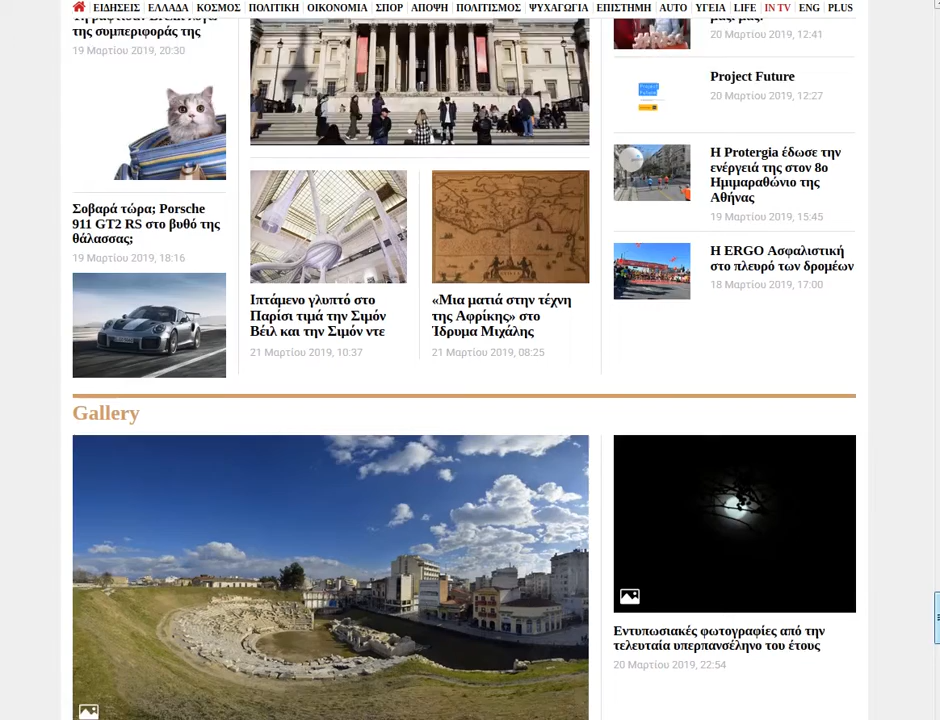 ΕΙΔΗΣΕΙΣ ΕΛΛΑΔΑ ΚΟΣΜΟΣ ΠΟΛΙΤΙΚΗ ΟΙΚΟΝΟΜΙΑ ΣΠΟΡ ΑΠΟΨΗ ΠΟΛΙΤΙΣΜΟΣ ΨΥΧΑΓΩΓΙΑ ΕΠΙΣΤΗΜΗ AUTO ΥΓΕΙΑ LIFE IN TV ENG PLUS
της συμπεριφοράς της
19 Μαρτίου 2019, 20:30
Σοβαρά τώρα; Porsche
911 GT2 RS στο βυθό της
θάλασσας;
19 Μαρτίου 2019, 18:16
Ιπτάμενο γλυπτό στο
Παρίσι τιμά την Σιμόν
Βέιλ και την Σιμόν ντε
21 Μαρτίου 2019, 10:37
«Μια ματιά στην τέχνη
της Αφρικής» στο
Ίδρυμα Μιχάλης
21 Μαρτίου 2019, 08:25
20 Μαρτίου 2019, 12:41
Project
Future
Project Future
20 Μαρτίου 2019, 12:27
Η Protergia έδωσε την
ενέργειά της στον 8ο
Ημιμαραθώνιο της
Αθήνας
19 Μαρτίου 2019, 15:45
Η ERGO Ασφαλιστική
στο πλευρό των δρομέων
18 Μαρτίου 2019, 17:00
Gallery
Εντυπωσιακές φωτογραφίες από την
τελευταία υπερπανσέληνο του έτους
20 Μαρτίου 2019, 22:54